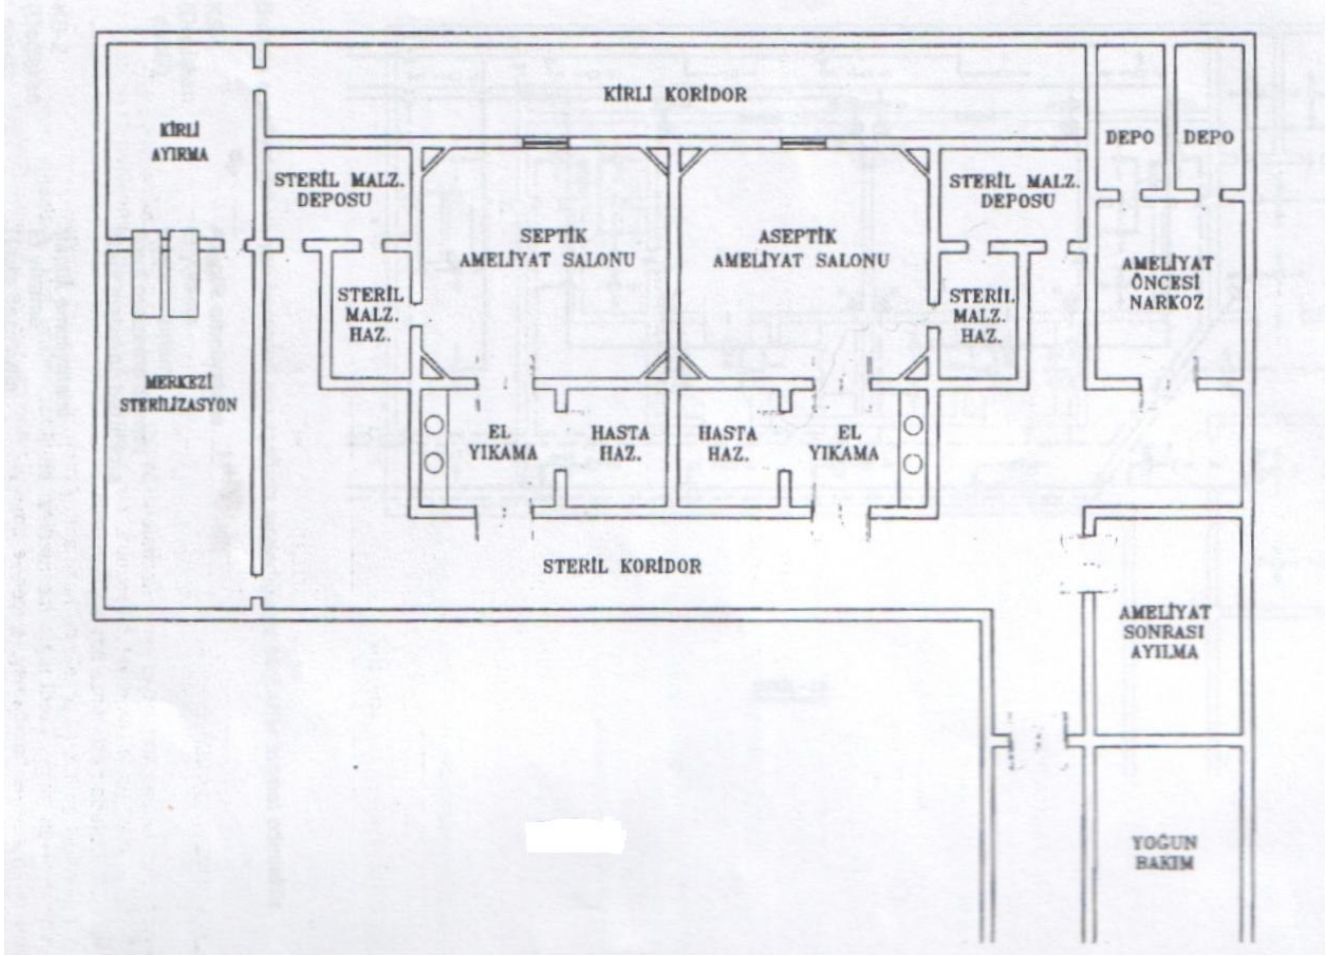 KİRLİ KORİDOR
KİRLİ
AYIRMA
DEPO
DEPO
STERİL MALZ.
DEPOSU
STERİL MALZ.
DEPOSU
SEPTİK
AMELİYAT SALONU
ASEPTİK
AMELİYAT SALONU
AMELİYAT
ÖNCESİ
NARKOZ
STERİL
MALZ.
HAZ.
STERİL
MALZ.
HAZ.
MERKEZİ
STERİLİZASYON
EL
YIKAMA
HASTA
HAZ.
HASTA
HAZ.
EL
YIKAMA
STERİL KORİDOR
AMELİYAT
SONRASI
AYILMA
YOĞUN
BAKIM